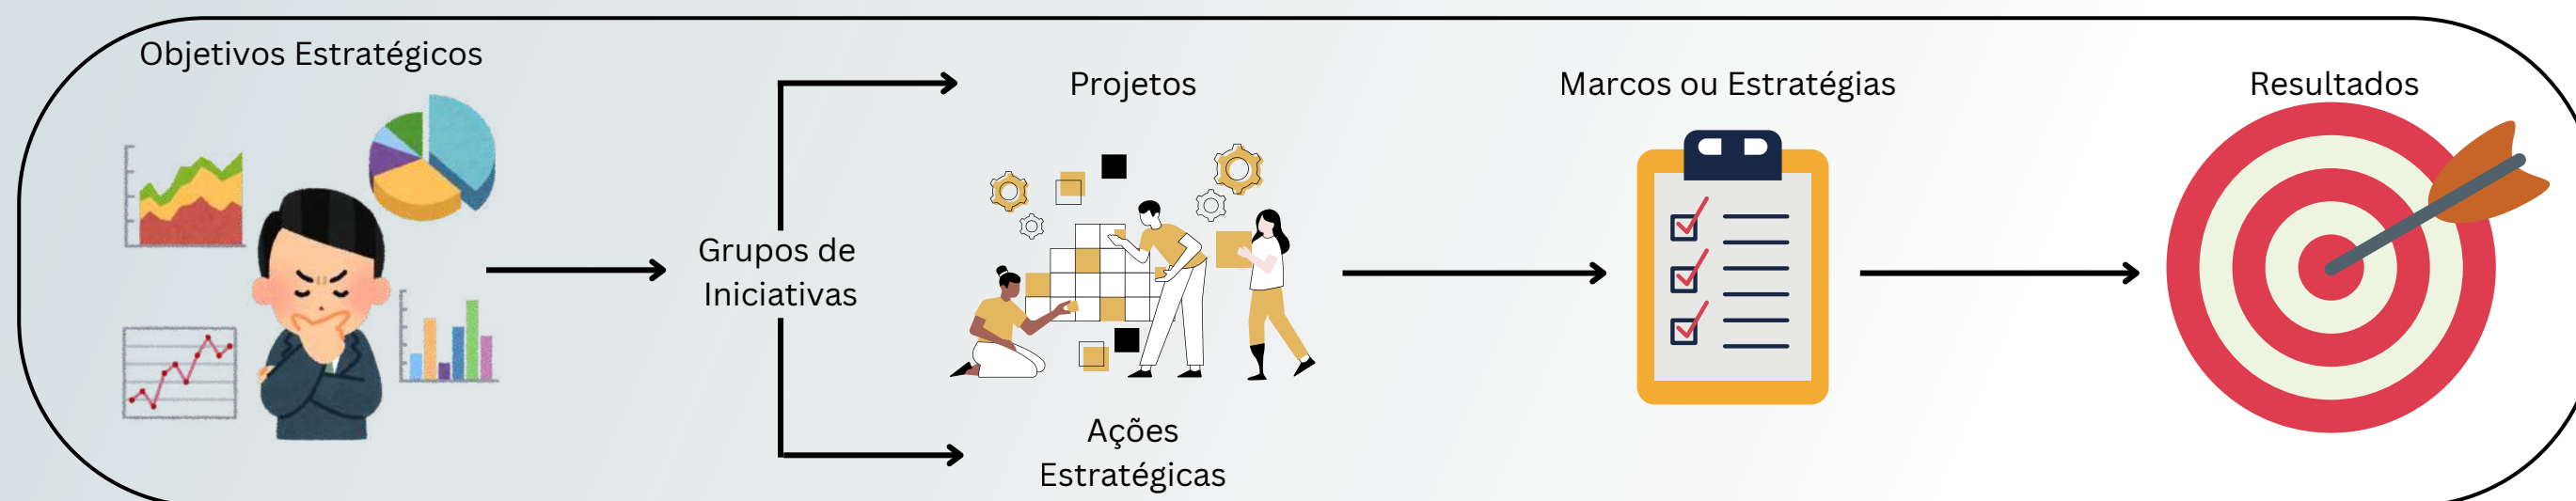 Objetivos Estratégicos
Grupos de
Iniciativas
Projetos
Ações
Estratégicas
Marcos ou Estratégias
Resultados